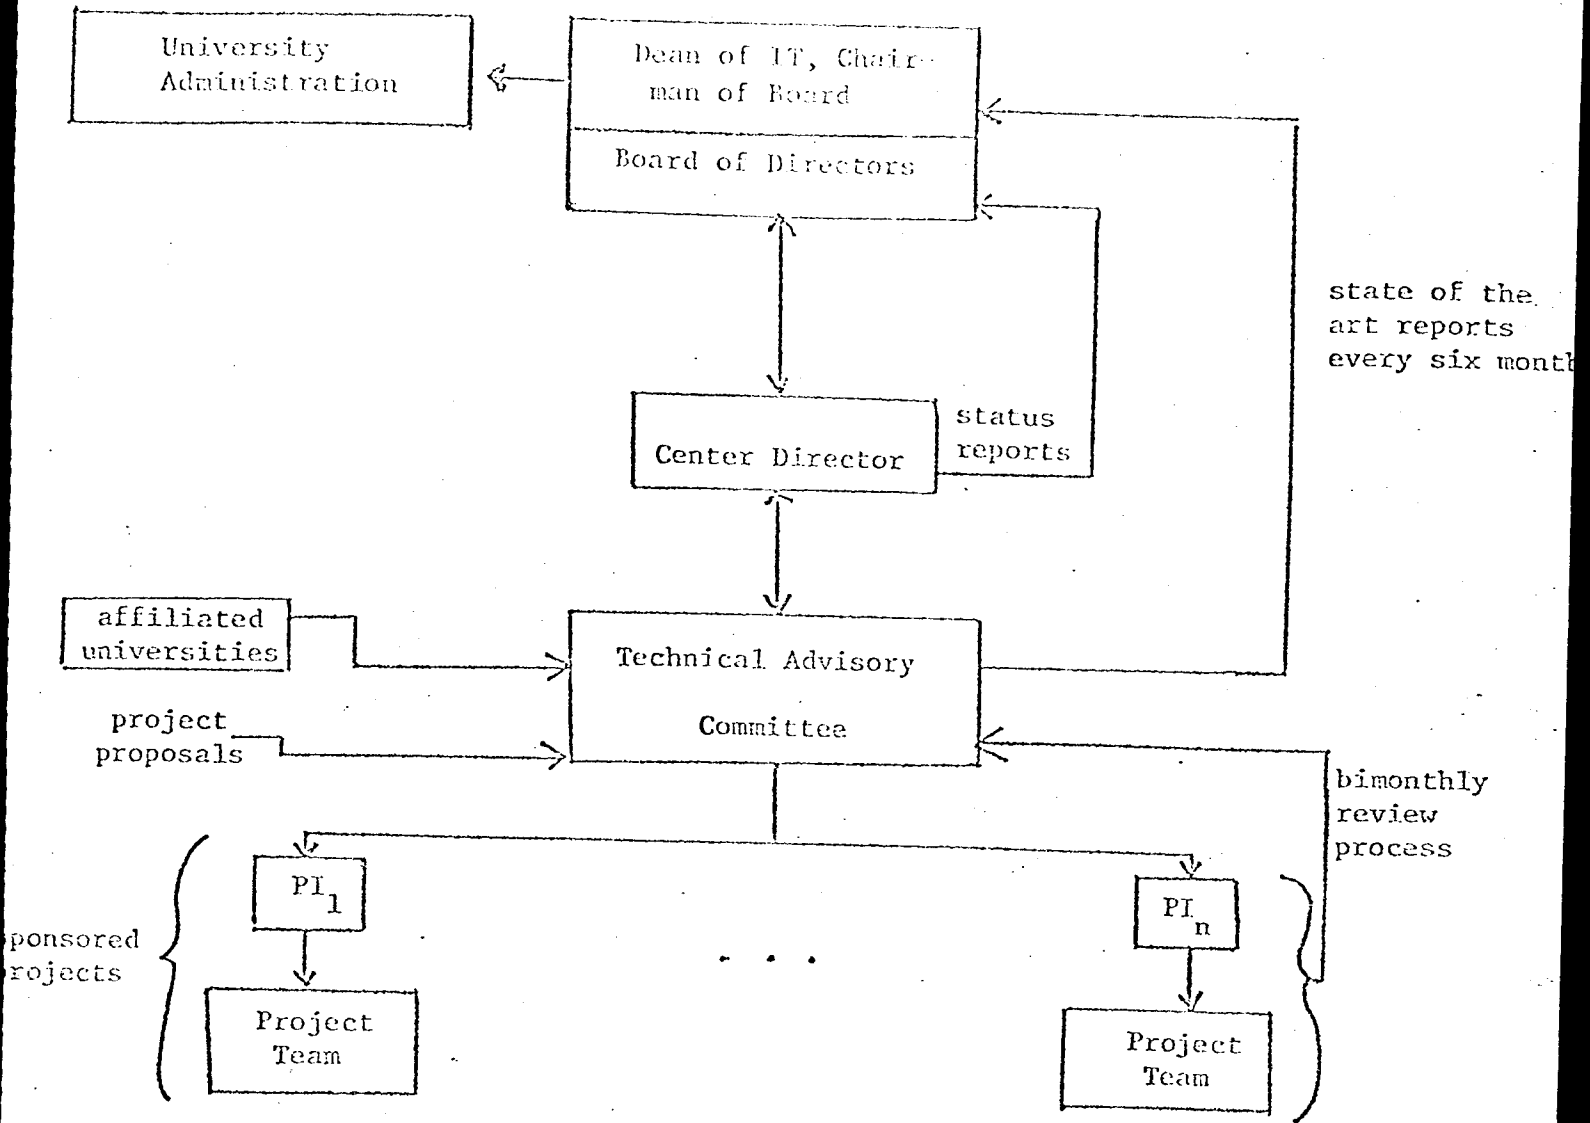 University
Administration
Dean of IT, Chair-
man of Board
Board of Directors
state of the
art reports
every six month
Center Director
status
reports
affiliated
universities
Technical Advisory
Committee
project
proposals
bimonthly
review
process
PI1
PIn
ponsored
rojects
. . .
Project
Team
Project
Team